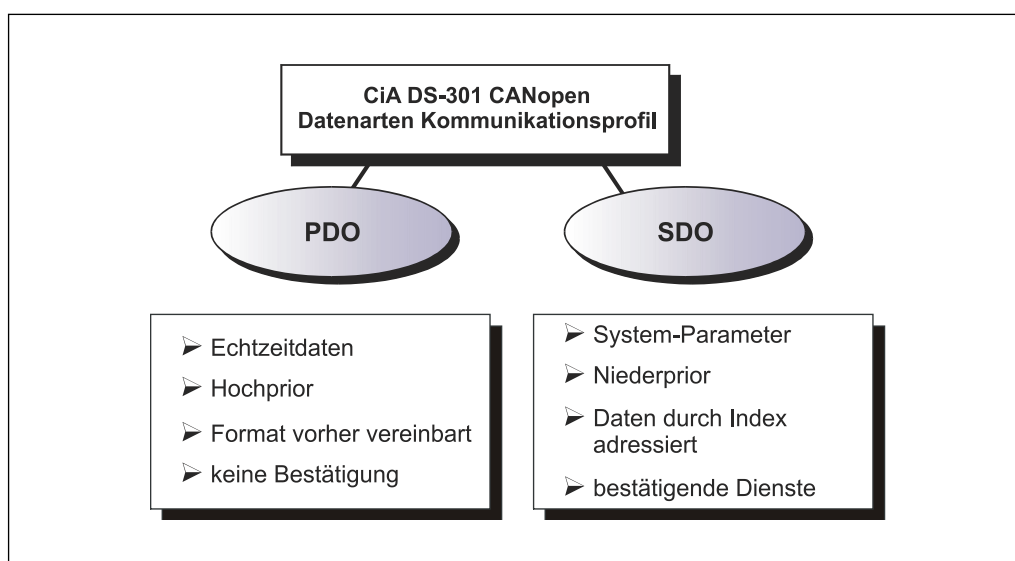 CiA DS-301 CANopen
Datenarten Kommunikationsprofil
PDO
SDO
Echtzeitdaten
Hochprior
Format vorher vereinbart
keine Bestätigung
System-Parameter
Niederprior
Daten durch Index
adressiert
bestätigende Dienste